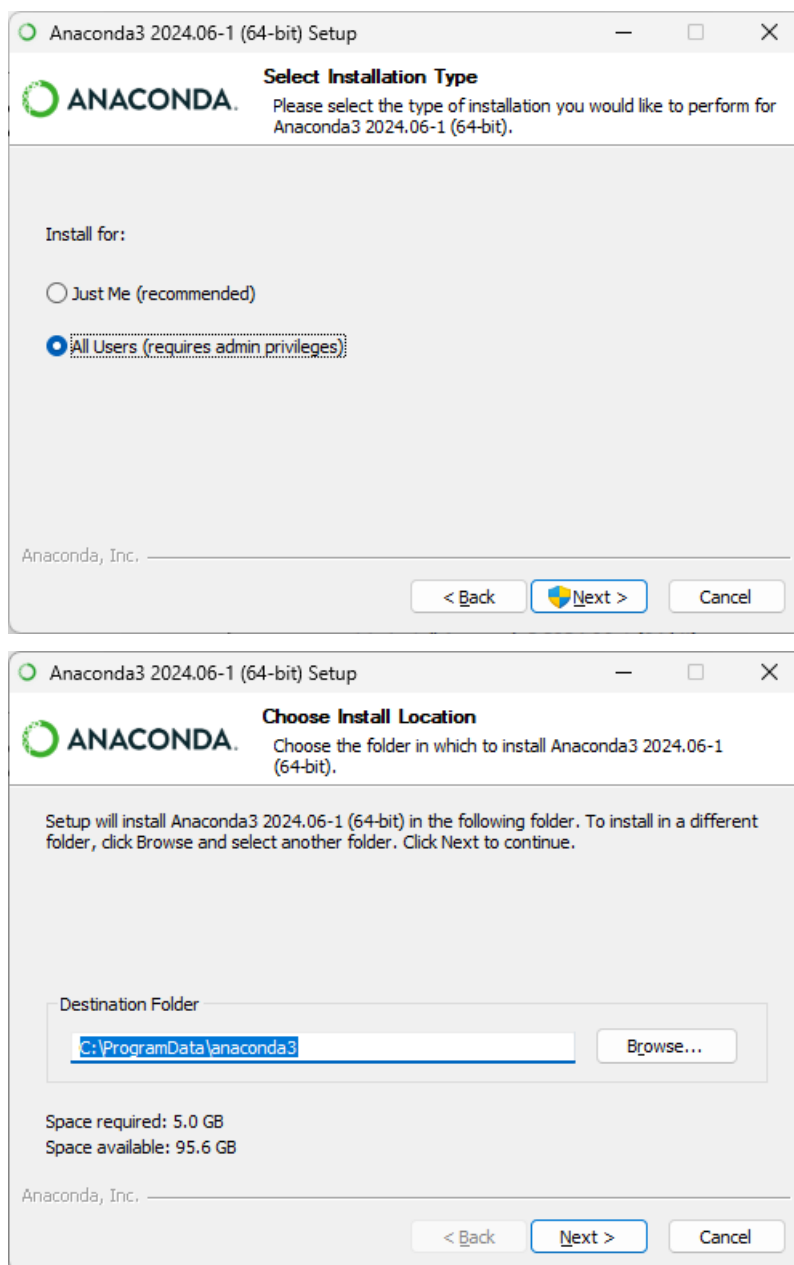 Anaconda3 2024.06-1 (64-bit) Setup
ANACONDA.
Select Installation Type
Please select the type of installation you would like to perform for
Anaconda3 2024.06-1 (64-bit).
Install for:
Just Me (recommended)
All Users (requires admin privileges)
Anaconda, Inc.
< Back
Next >
Cancel
Anaconda3 2024.06-1 (64-bit) Setup
ANACONDA.
Choose Install Location
Choose the folder in which to install Anaconda3 2024.06-1
(64-bit).
Setup will install Anaconda3 2024.06-1 (64-bit) in the following folder. To install in a different
folder, click Browse and select another folder. Click Next to continue.
Destination Folder
C:\ProgramData\anaconda3
Browse...
Space required: 5.0 GB
Space available: 95.6 GB
Anaconda, Inc.
< Back
Next >
Cancel